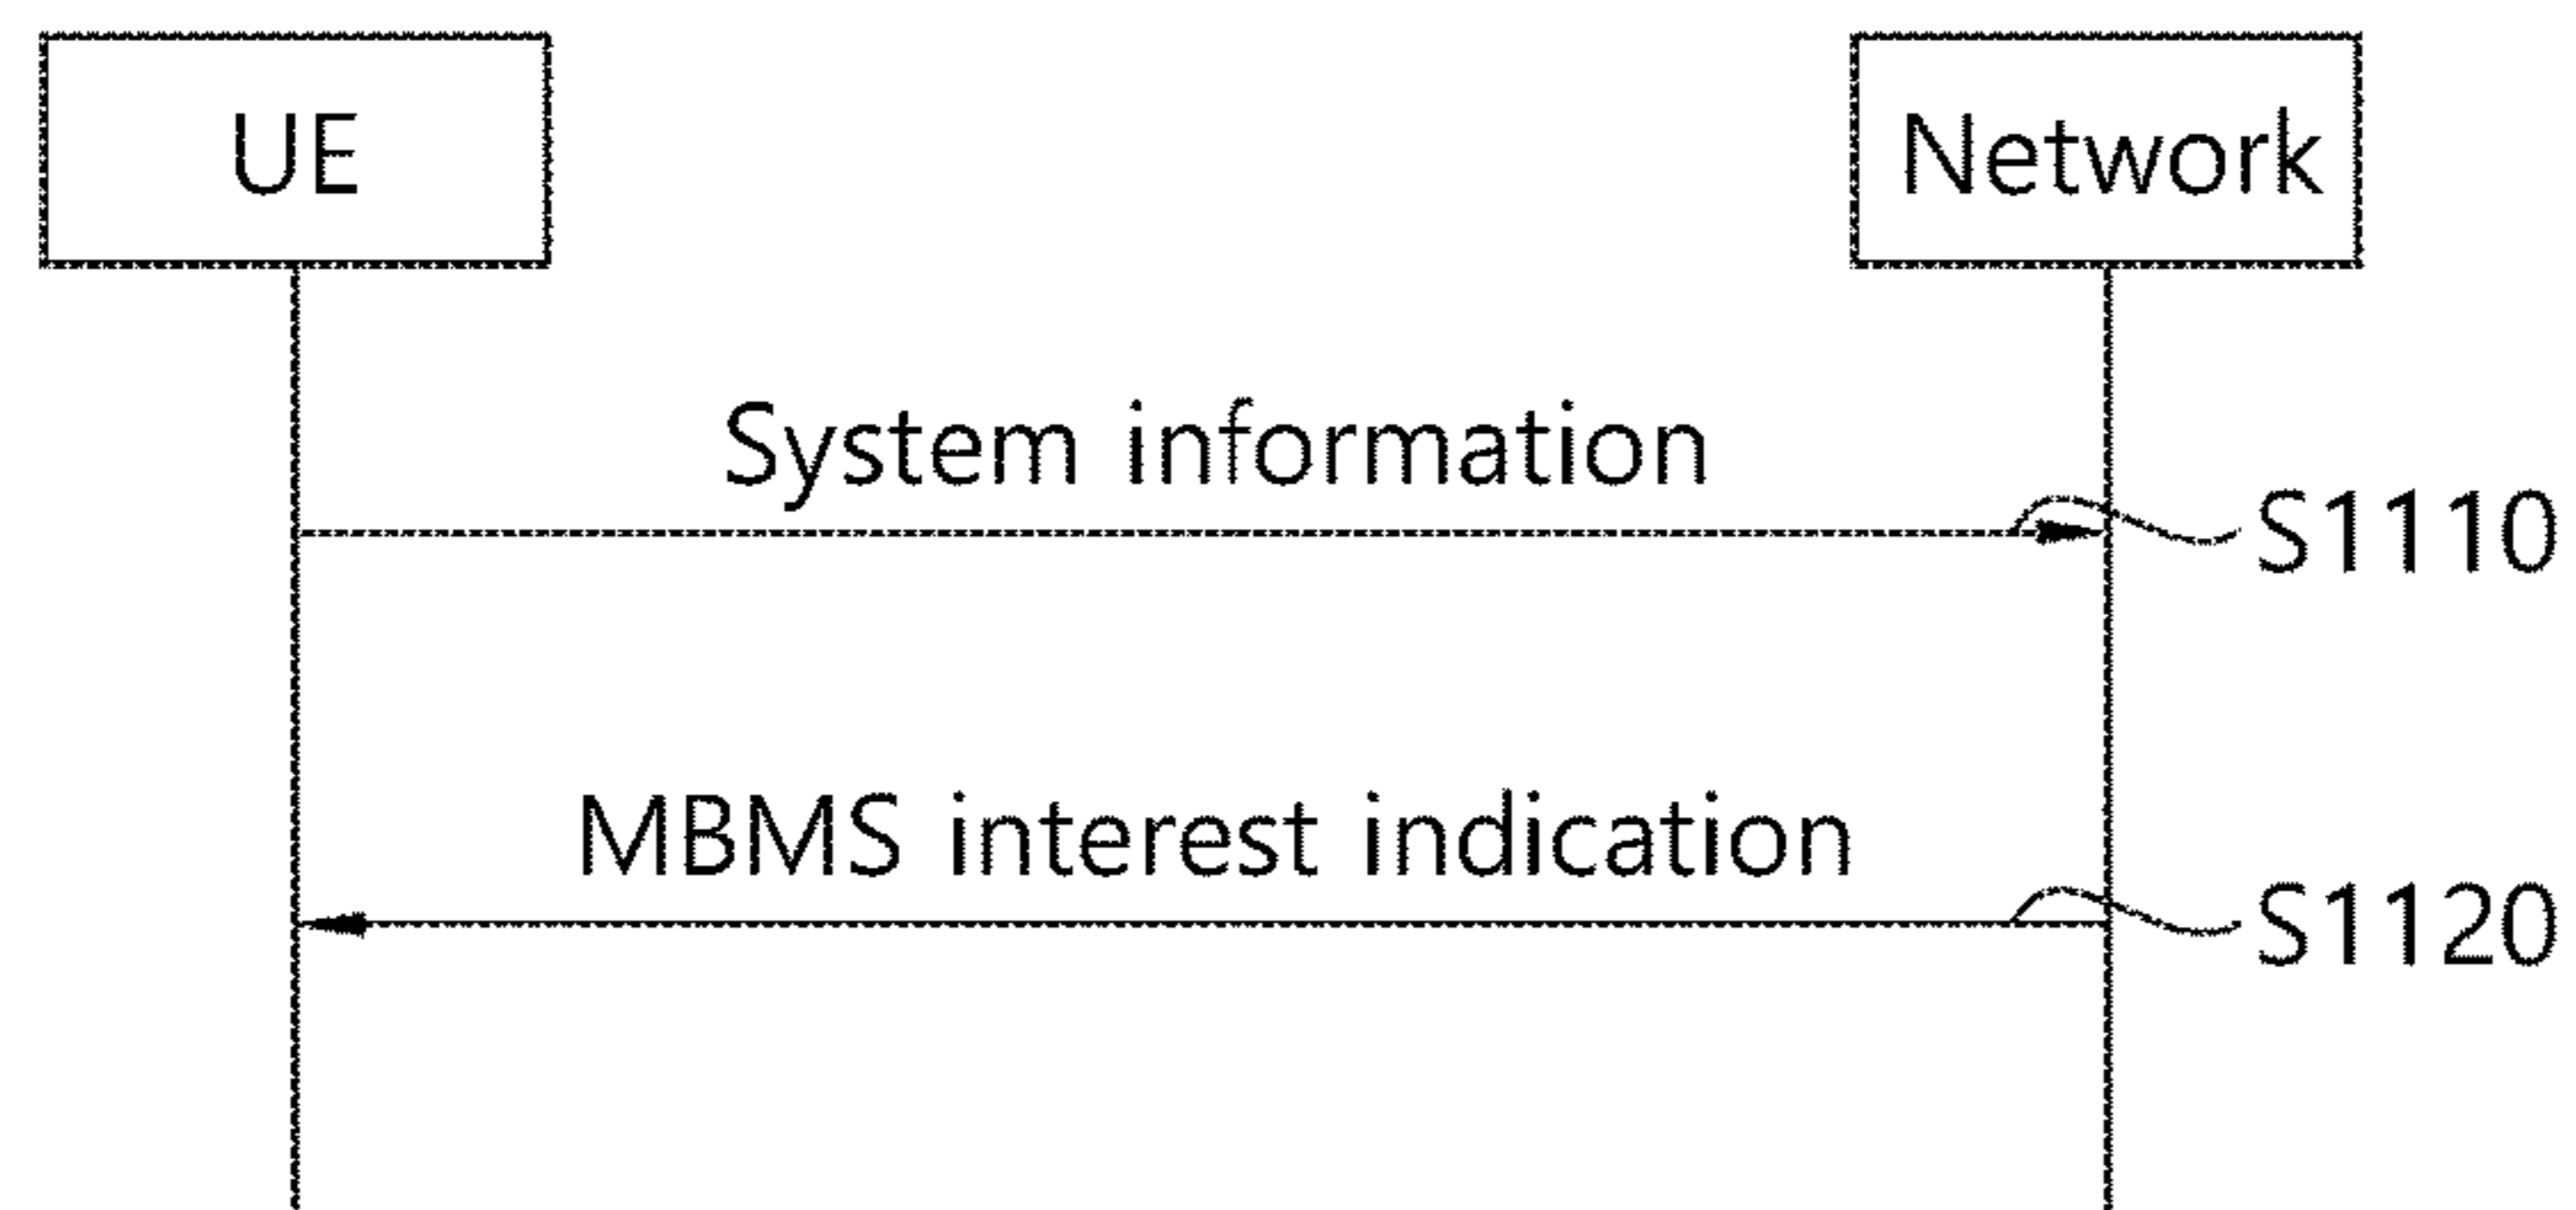 UE
Network
System information
S1110
MBMS interest indication
S1120